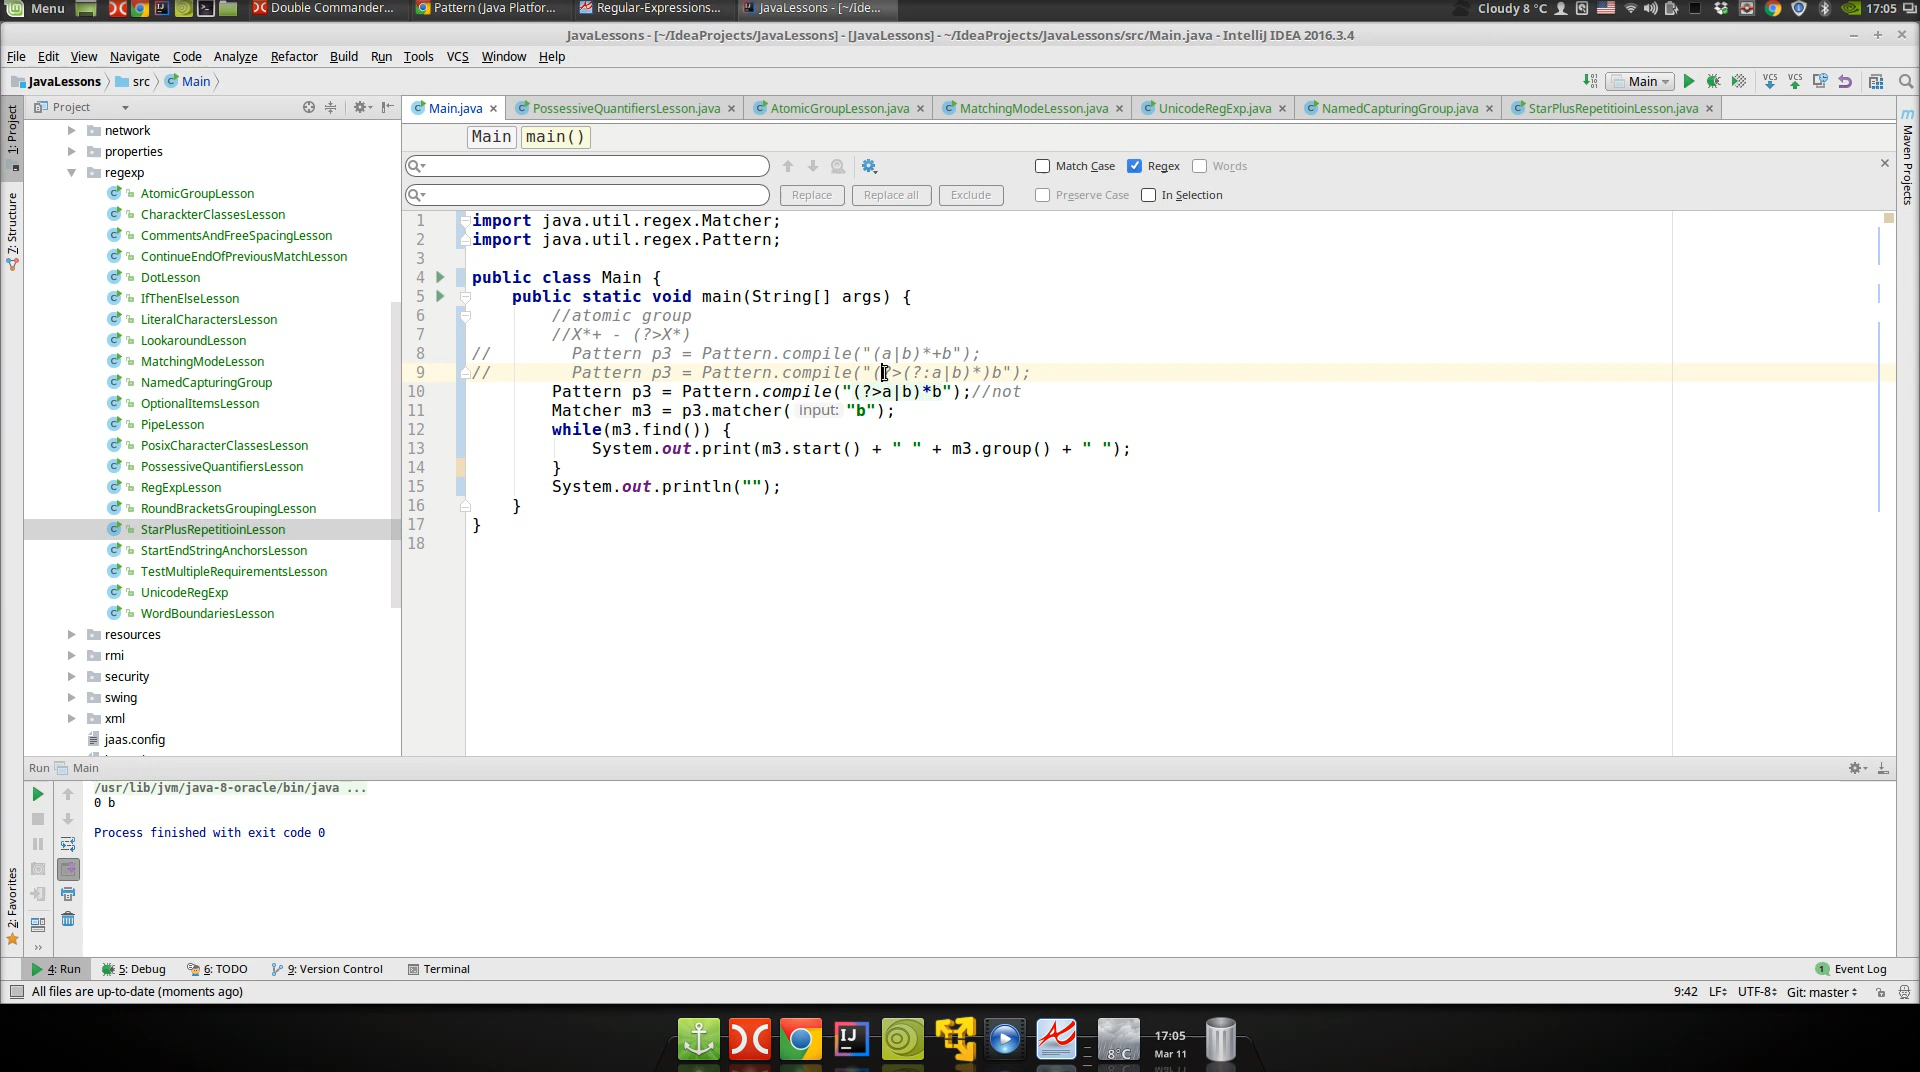 Menu
Double Commander...
Pattern (Java Platfor...
Regular-Expressions...
JavaLessons - [~/Ide...
Cloudy 8 °C
17:05
JavaLessons - [~/IdeaProjects/JavaLessons] - [JavaLessons] - ~/IdeaProjects/JavaLessons/src/Main.java - IntelliJ IDEA 2016.3.4
File Edit View Navigate Code Analyze Refactor Build Run Tools VCS Window Help
JavaLessons src Main
Main
VCS VCS
1: Project
7: Structure
2: Favorites
Project
network
properties
regexp
AtomicGroupLesson
CharackterClassesLesson
CommentsAndFreeSpacingLesson
ContinueEndOfPreviousMatchLesson
DotLesson
IfThenElseLesson
LiteralCharactersLesson
LookaroundLesson
MatchingModeLesson
NamedCapturingGroup
OptionalItemsLesson
PipeLesson
PosixCharacterClassesLesson
PossessiveQuantifiersLesson
RegExpLesson
RoundBracketsGroupingLesson
StarPlusRepetitioinLesson
StartEndStringAnchorsLesson
TestMultipleRequirementsLesson
UnicodeRegExp
WordBoundariesLesson
resources
rmi
security
swing
xml
jaas.config
Main.java PossessiveQuantifiersLesson.java AtomicGroupLesson.java MatchingModeLesson.java UnicodeRegExp.java NamedCapturingGroup.java StarPlusRepetitioinLesson.java
Maven Projects
Main main()
Match Case Regex Words
Replace Replace all Exclude Preserve Case In Selection
1 import java.util.regex.Matcher;
2 import java.util.regex.Pattern;
3
4 public class Main {
5 public static void main(String[] args) {
6 //atomic group
7 //X*+ - (?>X*)
8 // Pattern p3 = Pattern.compile("(a|b)*+b");
9 // Pattern p3 = Pattern.compile("(?>(?:a|b)*)b");
10 Pattern p3 = Pattern.compile("(?>a|b)*b");//not
11 Matcher m3 = p3.matcher( input: "b");
12 while(m3.find()) {
13 System.out.print(m3.start() + " " + m3.group() + " ");
14 }
15 System.out.println("");
16 }
17 }
18
Run Main
/usr/lib/jvm/java-8-oracle/bin/java ...
0 b
Process finished with exit code 0
4: Run 5: Debug 6: TODO 9: Version Control Terminal
1 Event Log
All files are up-to-date (moments ago)
9:42 LF UTF-8 Git: master
IJ
8°C
17:05
Mar 11